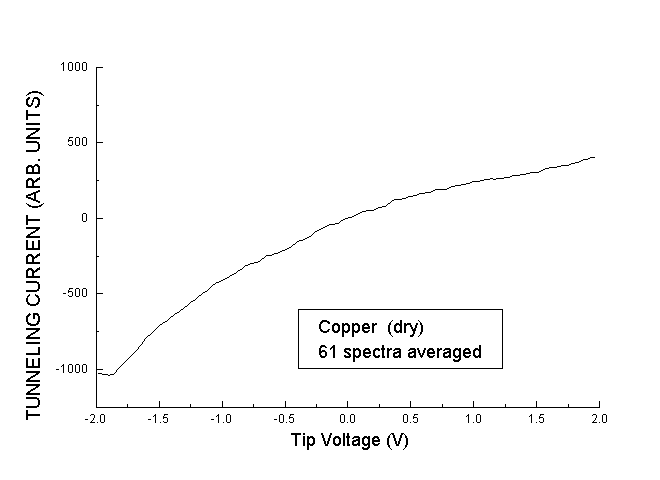 1000
500
0
-500
-1000
TUNNELING CURRENT (ARB. UNITS)
Copper (dry)
61 spectra averaged
-2.0 -1.5 -1.0 -0.5 0.0 0.5 1.0 1.5 2.0
Tip Voltage (V)